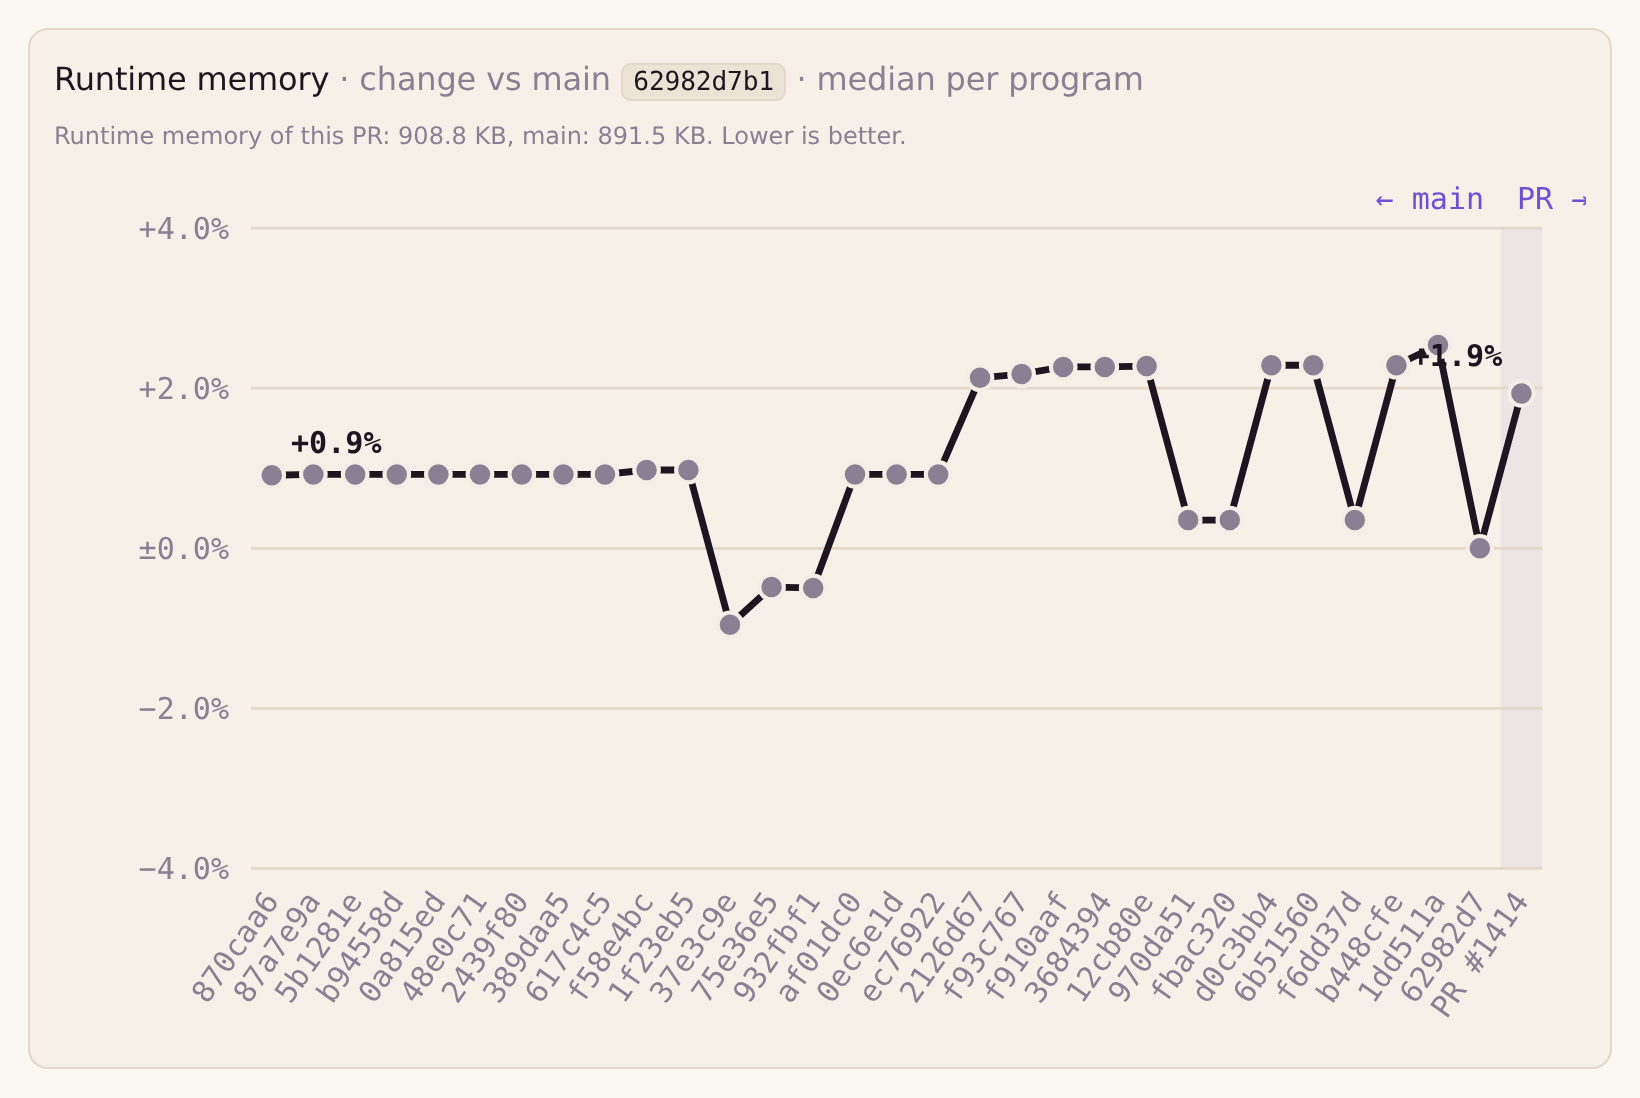 Runtime memory · change vs main 62982d7b1 · median per program
Runtime memory of this PR: 908.8 KB, main: 891.5 KB. Lower is better.
← main PR →
+4.0%
+2.0%
±0.0%
−2.0%
−4.0%
+0.9%
+1.9%
870caa6
87a7e9a
5b1281e
b94558d
0a815ed
48e0c71
2439f80
389daa5
617c4c5
f58e4bc
1f23eb5
37e3c9e
75e36e5
932fbf1
af01dc0
0ec6e1d
ec76922
2126d67
f93c767
f910aaf
3684394
12cb80e
970da51
fbac320
d0c3bb4
6b51560
f6dd37d
b448cfe
1dd511a
62982d7
PR #1414